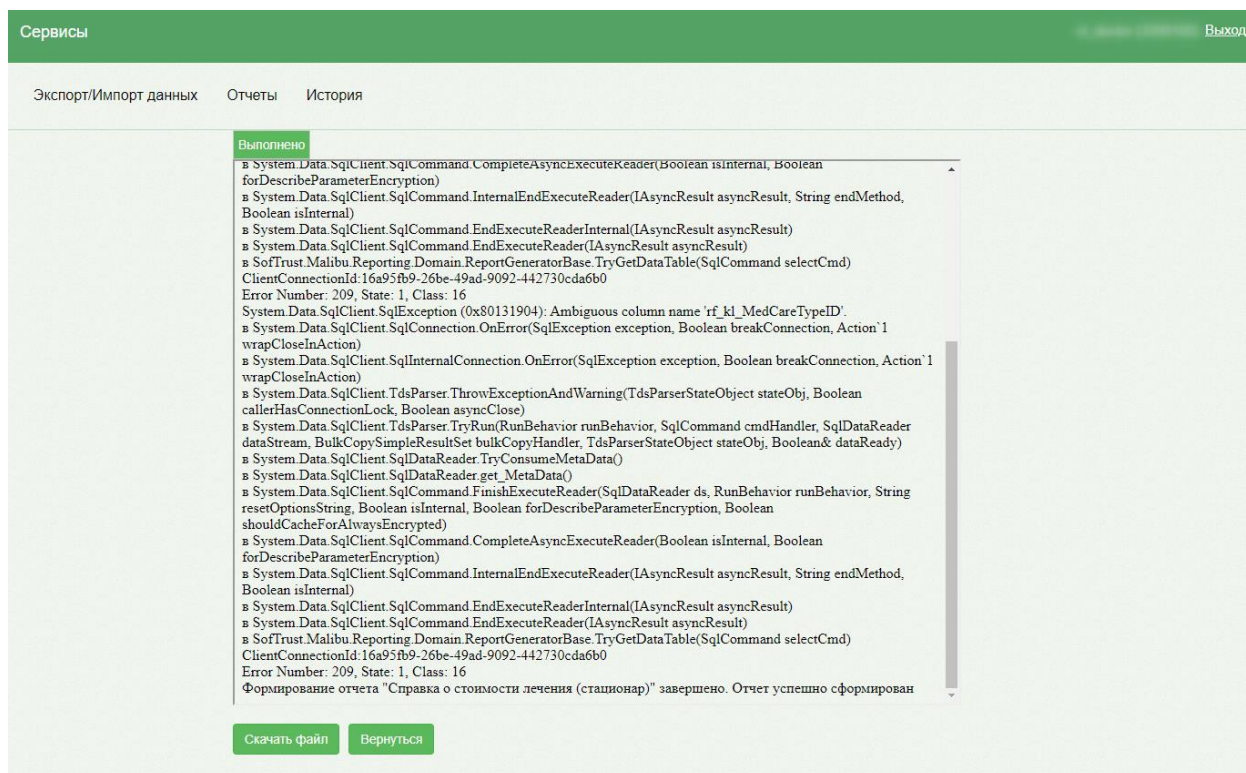 Сервисы
Выход
Экспорт/Импорт данных Отчеты История
Выполнено
в System.Data.SqlClient.SqlCommand.CompleteAsyncExecuteReader(Boolean isInternal, Boolean
forDescribeParameterEncryption)
в System.Data.SqlClient.SqlCommand.InternalEndExecuteReader(IAsyncResult asyncResult, String endMethod,
Boolean isInternal)
в System.Data.SqlClient.SqlCommand.EndExecuteReaderInternal(IAsyncResult asyncResult)
в System.Data.SqlClient.SqlCommand.EndExecuteReader(IAsyncResult asyncResult)
в SofTrust.Malibu.Reporting.Domain.ReportGeneratorBase.TryGetDataTable(SqlCommand selectCmd)
ClientConnectionId:16a95fb9-26be-49ad-9092-442730cda6b0
Error Number: 209, State: 1, Class: 16
System.Data.SqlClient.SqlException (0x80131904): Ambiguous column name 'rf_kl_MedCareTypeID'.
в System.Data.SqlClient.SqlConnection.OnError(SqlException exception, Boolean breakConnection, Action`1
wrapCloseInAction)
в System.Data.SqlClient.SqlInternalConnection.OnError(SqlException exception, Boolean breakConnection, Action`1
wrapCloseInAction)
в System.Data.SqlClient.TdsParser.ThrowExceptionAndWarning(TdsParserStateObject stateObj, Boolean
callerHasConnectionLock, Boolean asyncClose)
в System.Data.SqlClient.TdsParser.TryRun(RunBehavior runBehavior, SqlCommand cmdHandler, SqlDataReader
dataStream, BulkCopySimpleResultSet bulkCopyHandler, TdsParserStateObject stateObj, Boolean& dataReady)
в System.Data.SqlClient.SqlDataReader.TryConsumeMetaData()
в System.Data.SqlClient.SqlDataReader.get_MetaData()
в System.Data.SqlClient.SqlCommand.FinishExecuteReader(SqlDataReader ds, RunBehavior runBehavior, String
resetOptionsString, Boolean isInternal, Boolean forDescribeParameterEncryption, Boolean
shouldCacheForAlwaysEncrypted)
в System.Data.SqlClient.SqlCommand.CompleteAsyncExecuteReader(Boolean isInternal, Boolean
forDescribeParameterEncryption)
в System.Data.SqlClient.SqlCommand.InternalEndExecuteReader(IAsyncResult asyncResult, String endMethod,
Boolean isInternal)
в System.Data.SqlClient.SqlCommand.EndExecuteReaderInternal(IAsyncResult asyncResult)
в System.Data.SqlClient.SqlCommand.EndExecuteReader(IAsyncResult asyncResult)
в SofTrust.Malibu.Reporting.Domain.ReportGeneratorBase.TryGetDataTable(SqlCommand selectCmd)
ClientConnectionId:16a95fb9-26be-49ad-9092-442730cda6b0
Error Number: 209, State: 1, Class: 16
Формирование отчета "Справка о стоимости лечения (стационар)" завершено. Отчет успешно сформирован
Скачать файл Вернуться